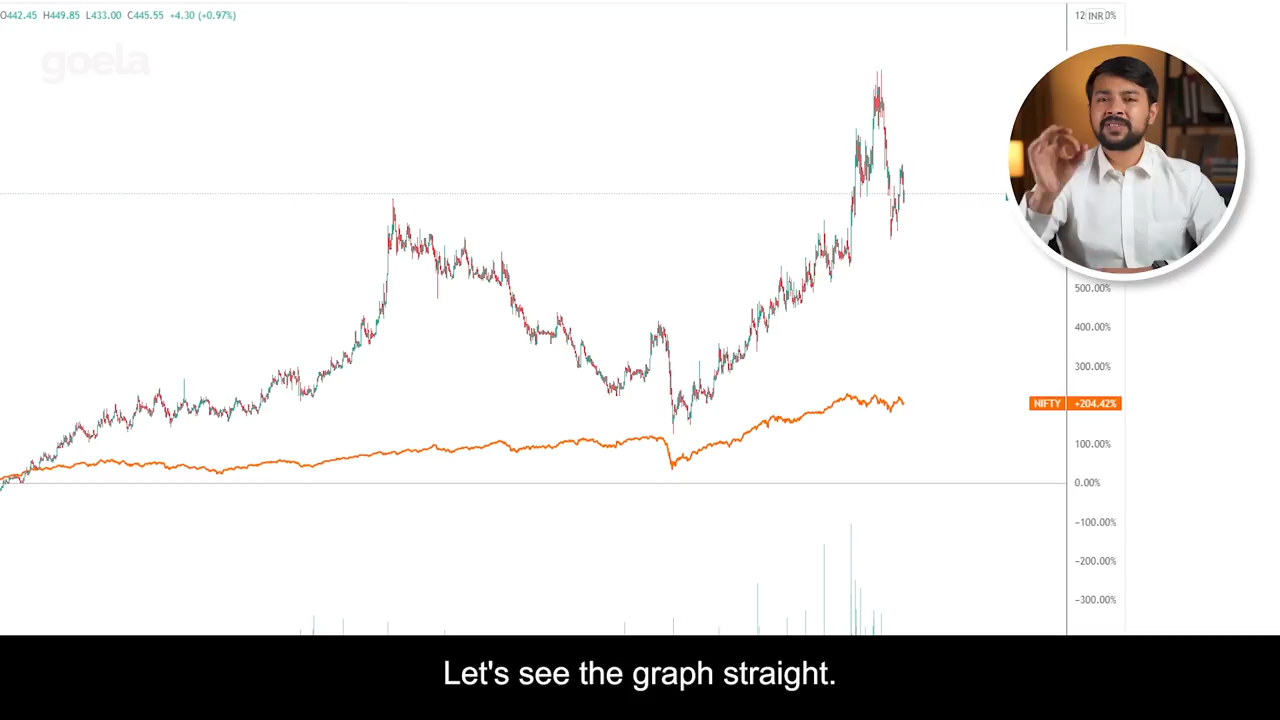 O442.45 H449.85 L433.00 C445.55 +4.30 (+0.97%)
INR
goela
500.00%
400.00%
300.00%
NIFTY +204.42%
100.00%
0.00%
-100.00%
-200.00%
-300.00%
Let's see the graph straight.